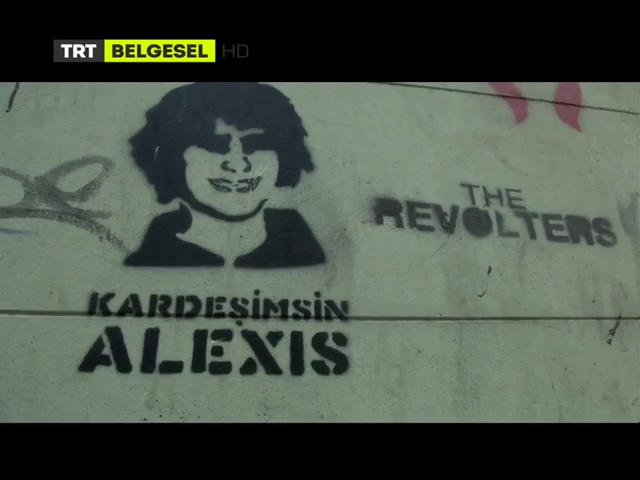 TRT BELGESEL HD
THE
REVOLTERS
KARDEŞİMSİN
ALEXIS